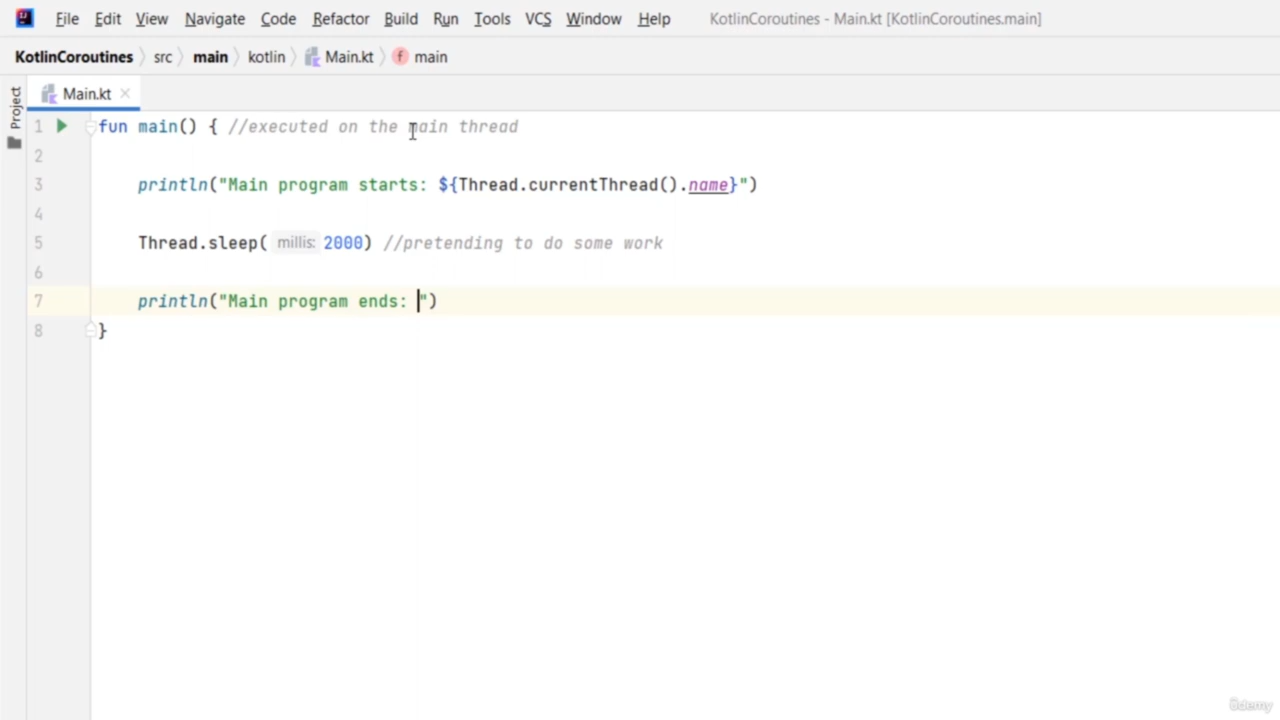 File Edit View Navigate Code Refactor Build Run Tools VCS Window Help KotlinCoroutines - Main.kt [KotlinCoroutines.main]
KotlinCoroutines src main kotlin Main.kt f main
Project
Main.kt
1 fun main() { //executed on the main thread
2
3 println("Main program starts: ${Thread.currentThread().name}")
4
5 Thread.sleep( millis: 2000) //pretending to do some work
6
7 println("Main program ends: ")
8 }
ûdemy